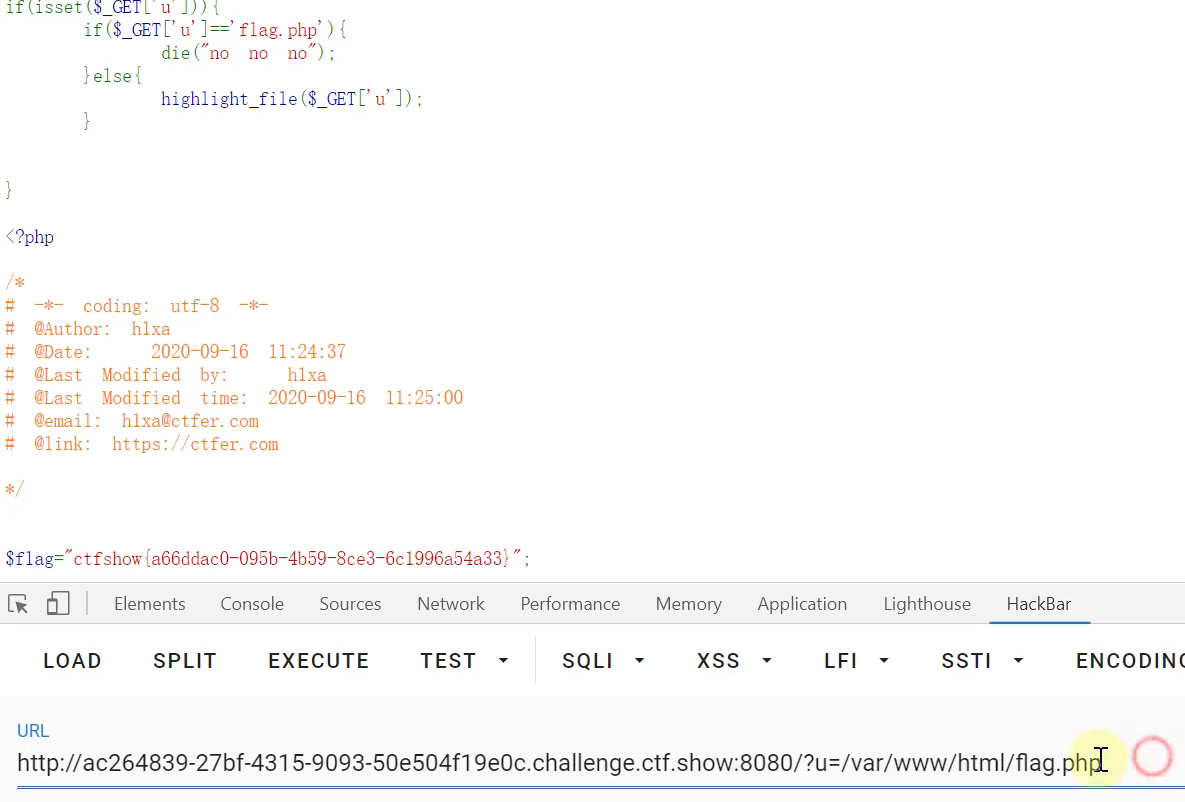 if(isset($_GET['u'])){
if($_GET['u']=='flag.php'){
die("no no no");
}else{
highlight_file($_GET['u']);
}
}
<?php
/*
# -*- coding: utf-8 -*-
# @Author: hlxa
# @Date: 2020-09-16 11:24:37
# @Last Modified by: hlxa
# @Last Modified time: 2020-09-16 11:25:00
# @email: hlxa@ctfer.com
# @link: https://ctfer.com
*/
$flag="ctfshow{a66ddac0-095b-4b59-8ce3-6c1996a54a33}";
Elements Console Sources Network Performance Memory Application Lighthouse HackBar
LOAD SPLIT EXECUTE TEST SQLI XSS LFI SSTI ENCODING
URL
http://ac264839-27bf-4315-9093-50e504f19e0c.challenge.ctf.show:8080/?u=/var/www/html/flag.php